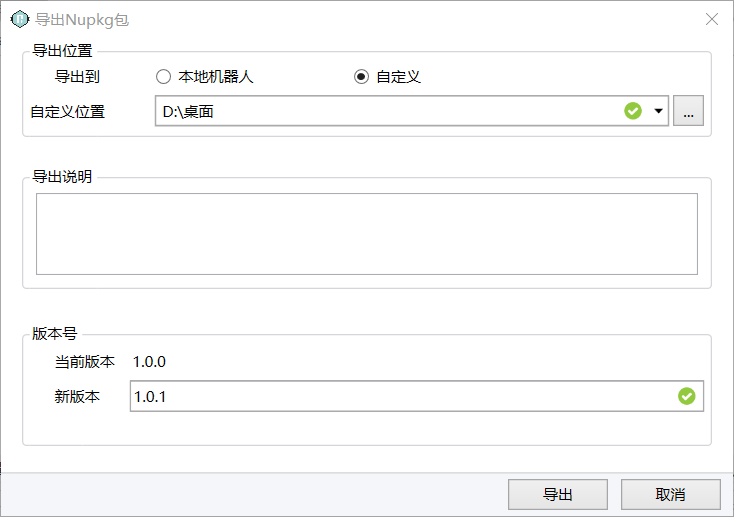 导出Nupkg包
导出位置
导出到 本地机器人 自定义
自定义位置 D:\桌面 ...
导出说明
版本号
当前版本 1.0.0
新版本 1.0.1
导出 取消